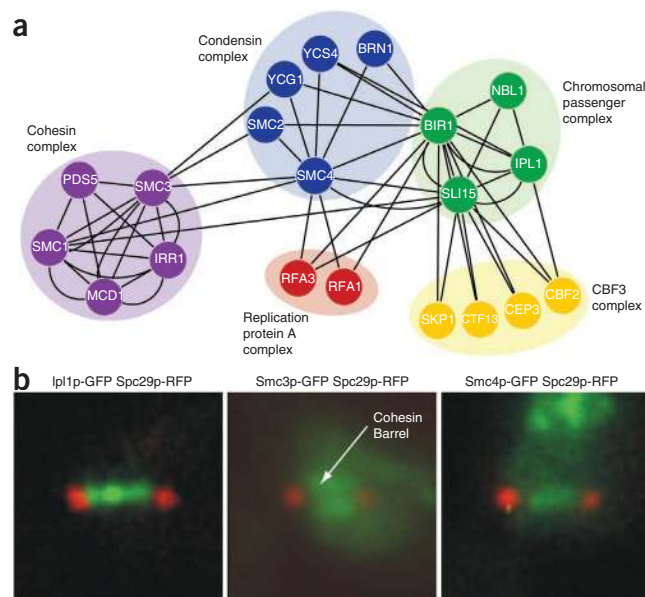 a
Condensin
complex
YCS4
BRN1
YCG1
SMC2
SMC4
Chromosomal
passenger
complex
NBL1
BIR1
IPL1
SLI15
Cohesin
complex
PDS5
SMC3
SMC1
IRR1
MCD1
RFA3
RFA1
Replication
protein A
complex
SKP1
CTF13
CEP3
CBF2
CBF3
complex
b
Ipl1p-GFP Spc29p-RFP
Smc3p-GFP Spc29p-RFP
Smc4p-GFP Spc29p-RFP
Cohesin
Barrel